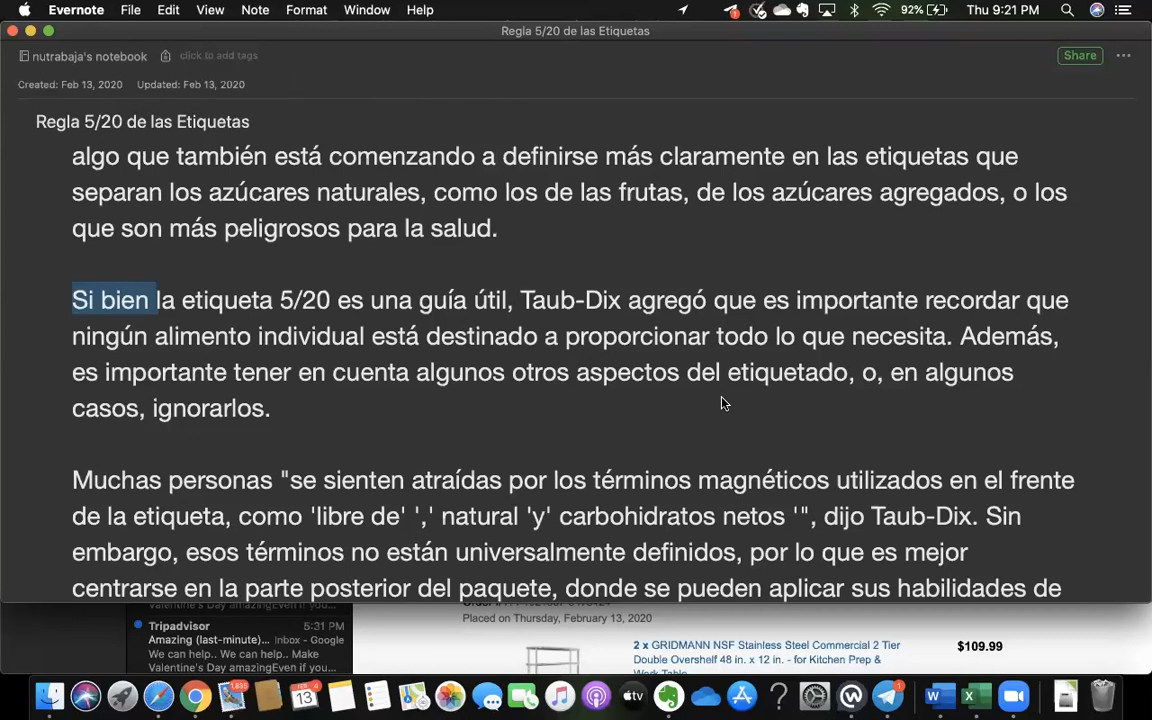 Evernote File Edit View Note Format Window Help 92% Thu 9:21 PM
Regla 5/20 de las Etiquetas
nutrabaja's notebook click to add tags Share
Created: Feb 13, 2020 Updated: Feb 13, 2020
Regla 5/20 de las Etiquetas
algo que también está comenzando a definirse más claramente en las etiquetas que
separan los azúcares naturales, como los de las frutas, de los azúcares agregados, o los
que son más peligrosos para la salud.
Si bien la etiqueta 5/20 es una guía útil, Taub-Dix agregó que es importante recordar que
ningún alimento individual está destinado a proporcionar todo lo que necesita. Además,
es importante tener en cuenta algunos otros aspectos del etiquetado, o, en algunos
casos, ignorarlos.
Muchas personas "se sienten atraídas por los términos magnéticos utilizados en el frente
de la etiqueta, como 'libre de' ',' natural 'y' carbohidratos netos '", dijo Taub-Dix. Sin
embargo, esos términos no están universalmente definidos, por lo que es mejor
centrarse en la parte posterior del paquete, donde se pueden aplicar sus habilidades de
Valentine's Day amazingEven if you...
Tripadvisor 5:31 PM
Amazing (last-minute)... Inbox - Google
We can help.. We can help.. Make
Valentine's Day amazingEven if you...
Placed on Thursday, February 13, 2020
2 x GRIDMANN NSF Stainless Steel Commercial 2 Tier $109.99
Double Overshelf 48 in. x 12 in. - for Kitchen Prep &
Work Table